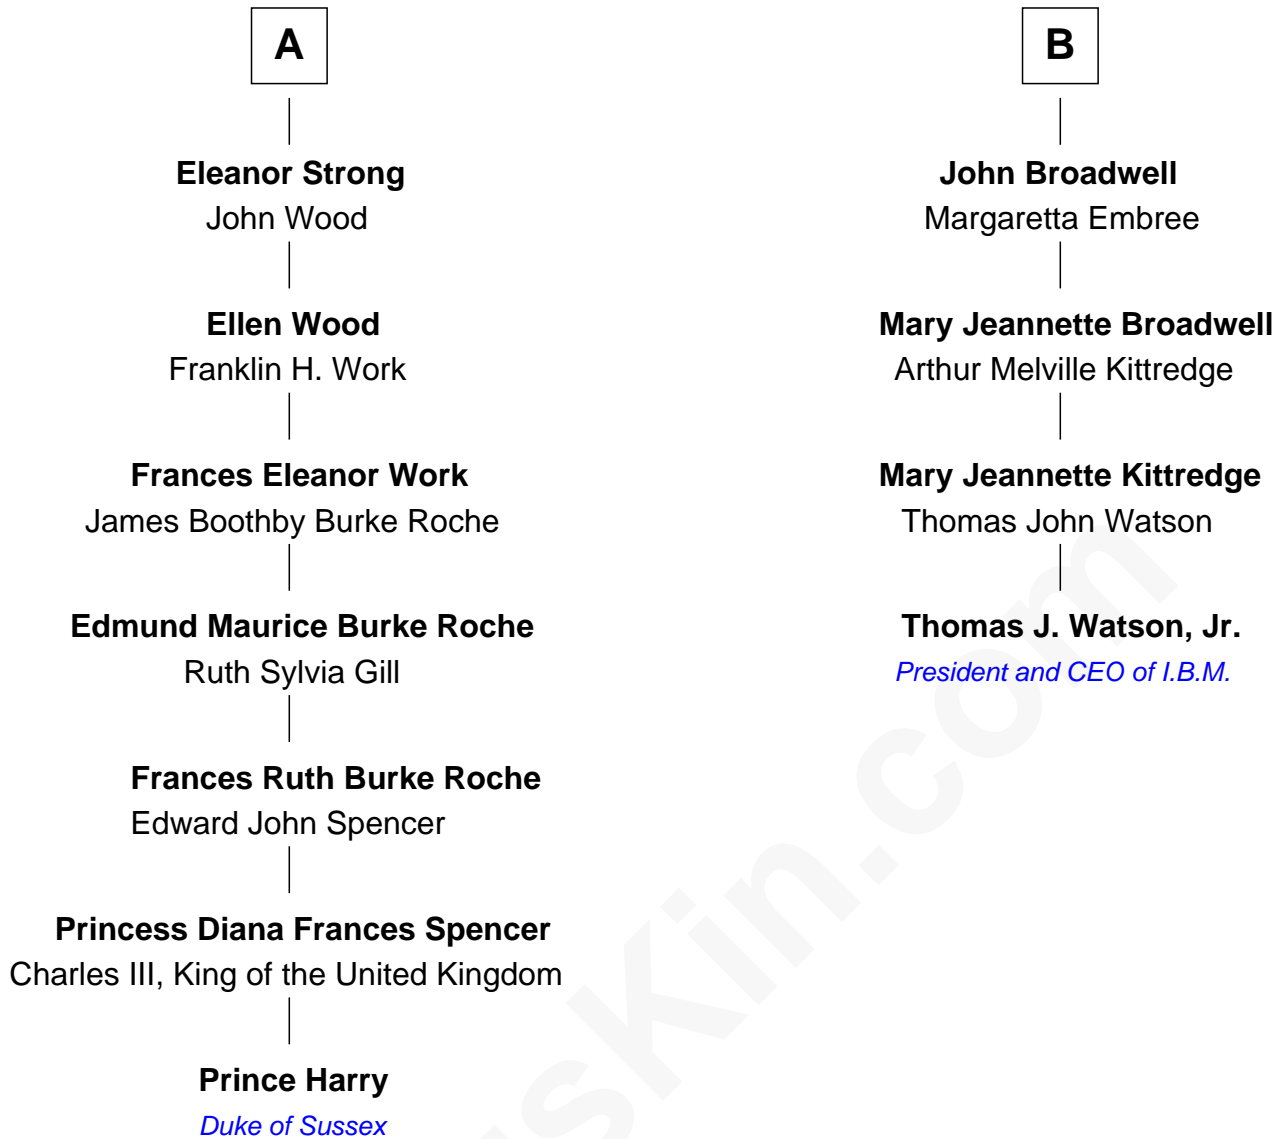 A
Eleanor Strong
John Wood
Ellen Wood
Franklin H. Work
Frances Eleanor Work
James Boothby Burke Roche
Edmund Maurice Burke Roche
Ruth Sylvia Gill
Frances Ruth Burke Roche
Edward John Spencer
Princess Diana Frances Spencer
Charles III, King of the United Kingdom
Prince Harry
Duke of Sussex
B
John Broadwell
Margaretta Embree
Mary Jeannette Broadwell
Arthur Melville Kittredge
Mary Jeannette Kittredge
Thomas John Watson
Thomas J. Watson, Jr.
President and CEO of I.B.M.